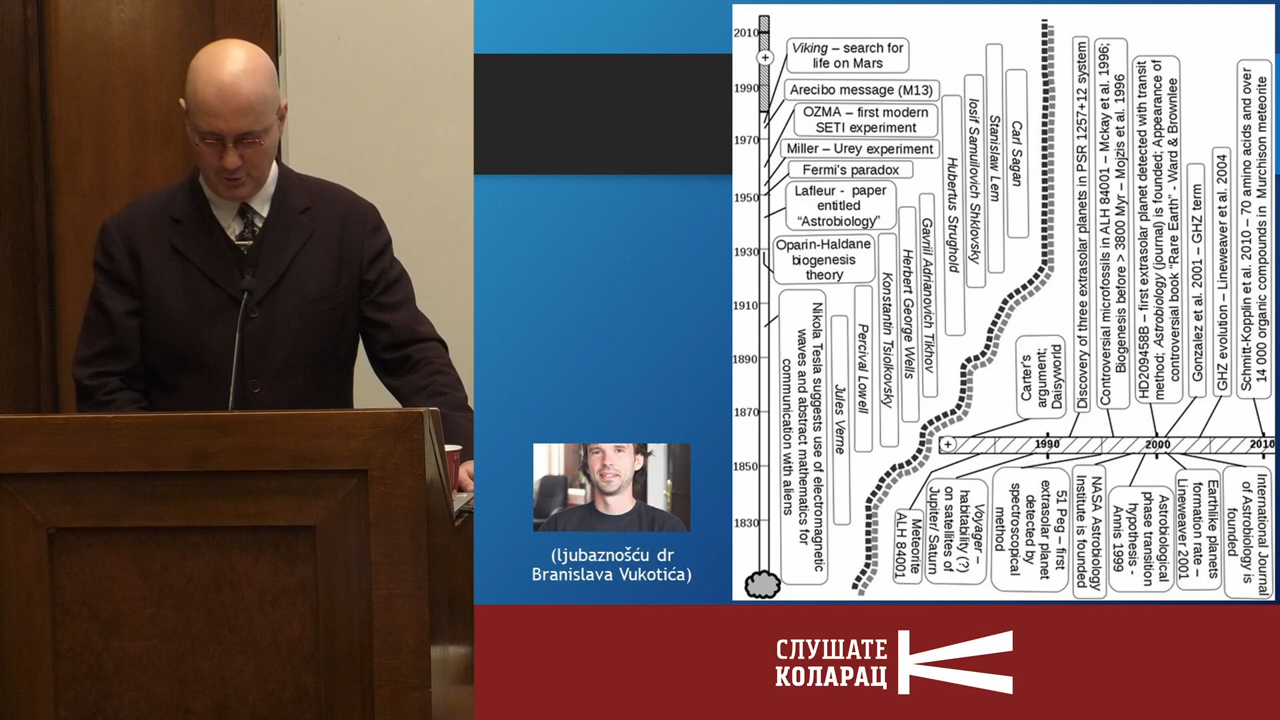 2010
1990
1970
1950
1930
1910
1890
1870
1850
1830
Viking – search for
life on Mars
Arecibo message (M13)
OZMA – first modern
SETI experiment
Miller – Urey experiment
Fermi's paradox
Lafleur - paper
entitled
“Astrobiology”
Oparin-Haldane
biogenesis
theory
Nikola Tesla suggests use of electromagnetic
waves and abstract mathematics for
communication with aliens
Jules Verne
Percival Lowell
Konstantin Tsiolkovsky
Herbert George Wells
Gavriil Adrianovich Tikhov
Hubertus Strughold
Iosif Samuilovich Shklovsky
Stanislaw Lem
Carl Sagan
Carter's
argument;
Daisyworld
Discovery of three extrasolar planets in PSR 1257+12 system
Controversial microfossils in ALH 84001 – Mckay et al. 1996;
Biogenesis before > 3800 Myr – Mojzis et al. 1996
HD209458B – first extrasolar planet detected with transit
method; Astrobiology (journal) is founded; Appearance of
controversial book “Rare Earth” - Ward & Brownlee
Gonzalez et al. 2001 – GHZ term
GHZ evolution – Lineweaver et al. 2004
Schmitt-Kopplin et al. 2010 – 70 amino acids and over
14 000 organic compounds in Murchison meteorite
1990
2000
2010
Meteorite
ALH 84001
Voyager –
habitability (?)
on satellites of
Jupiter/ Saturn
51 Peg – first
extrasolar planet
detected by
spectroscopical
method
NASA Astrobiology
Institute is founded
Astrobiological
phase transition
hypothesis -
Annis 1999
Earthlike planets
formation rate –
Lineweaver 2001
International Journal
of Astrobiology is
founded
(ljubaznošću dr
Branislava Vukotića)
СЛУШАТЕ
КОЛАРАЦ